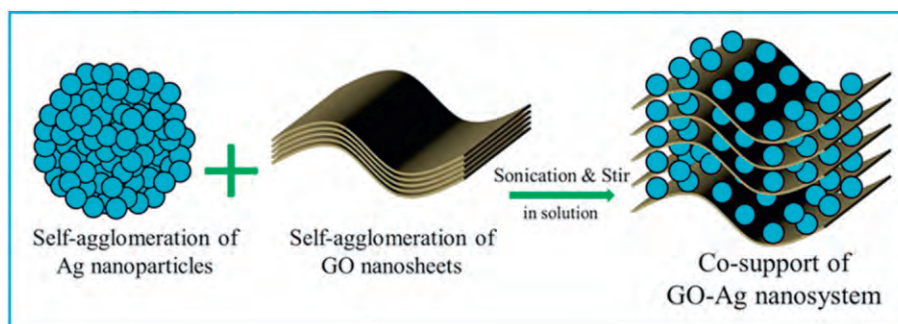 Self-agglomeration of
Ag nanoparticles
+
Self-agglomeration of
GO nanosheets
Sonication & Stir
in solution
Co-support of
GO-Ag nanosystem